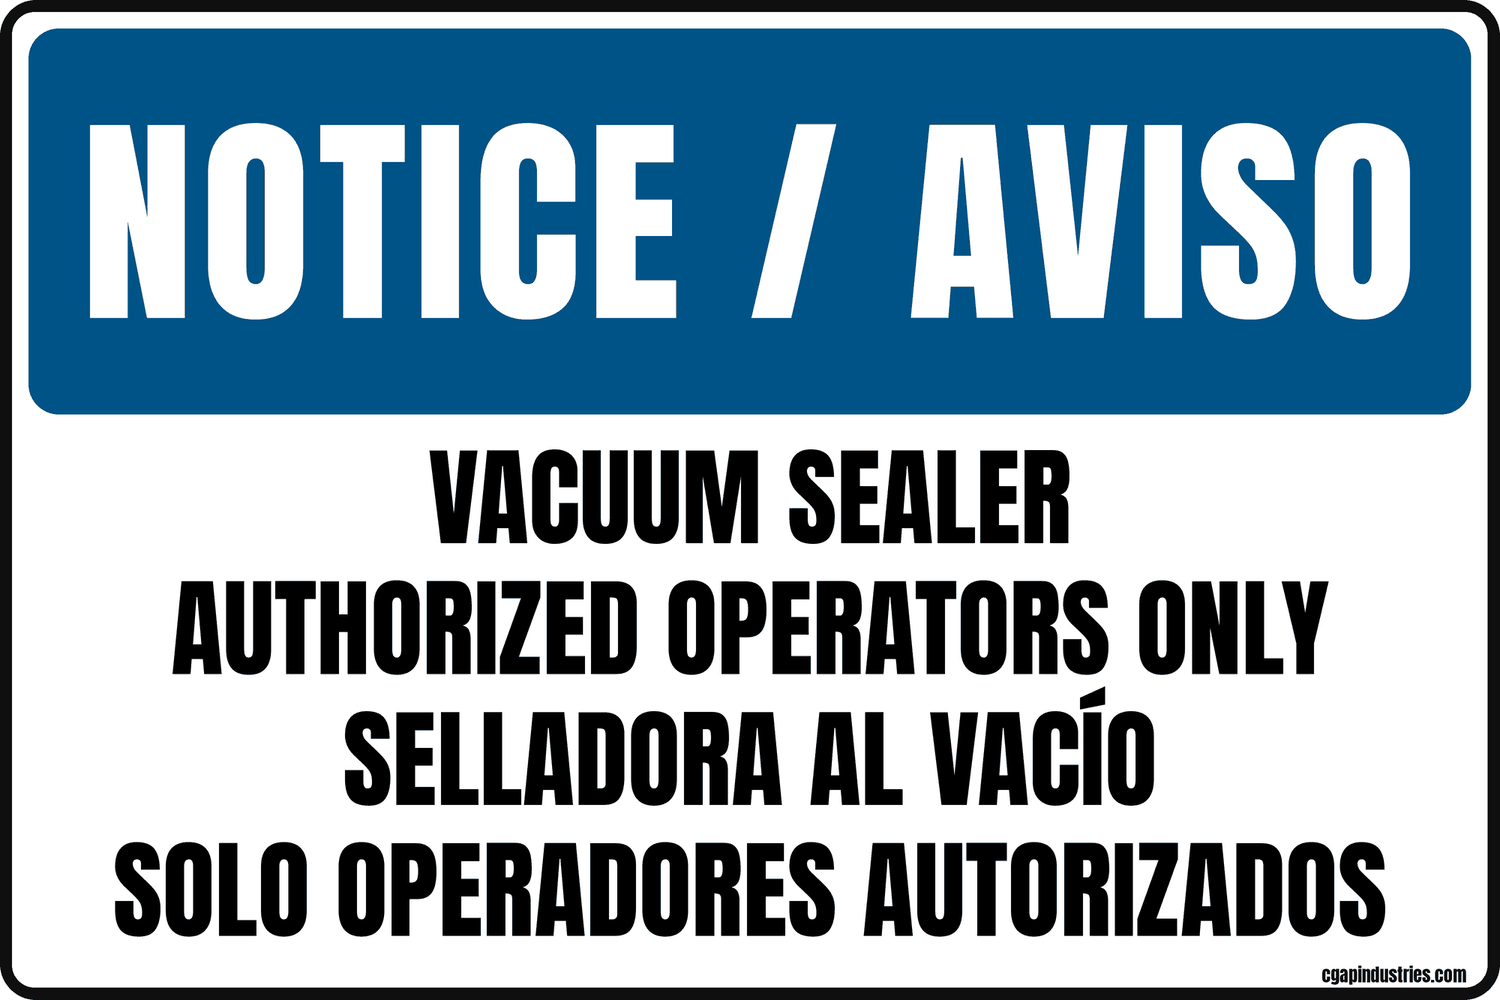 NOTICE / AVISO
VACUUM SEALER
AUTHORIZED OPERATORS ONLY
SELLADORA AL VACÍO
SOLO OPERADORES AUTORIZADOS
cgapindustries.com